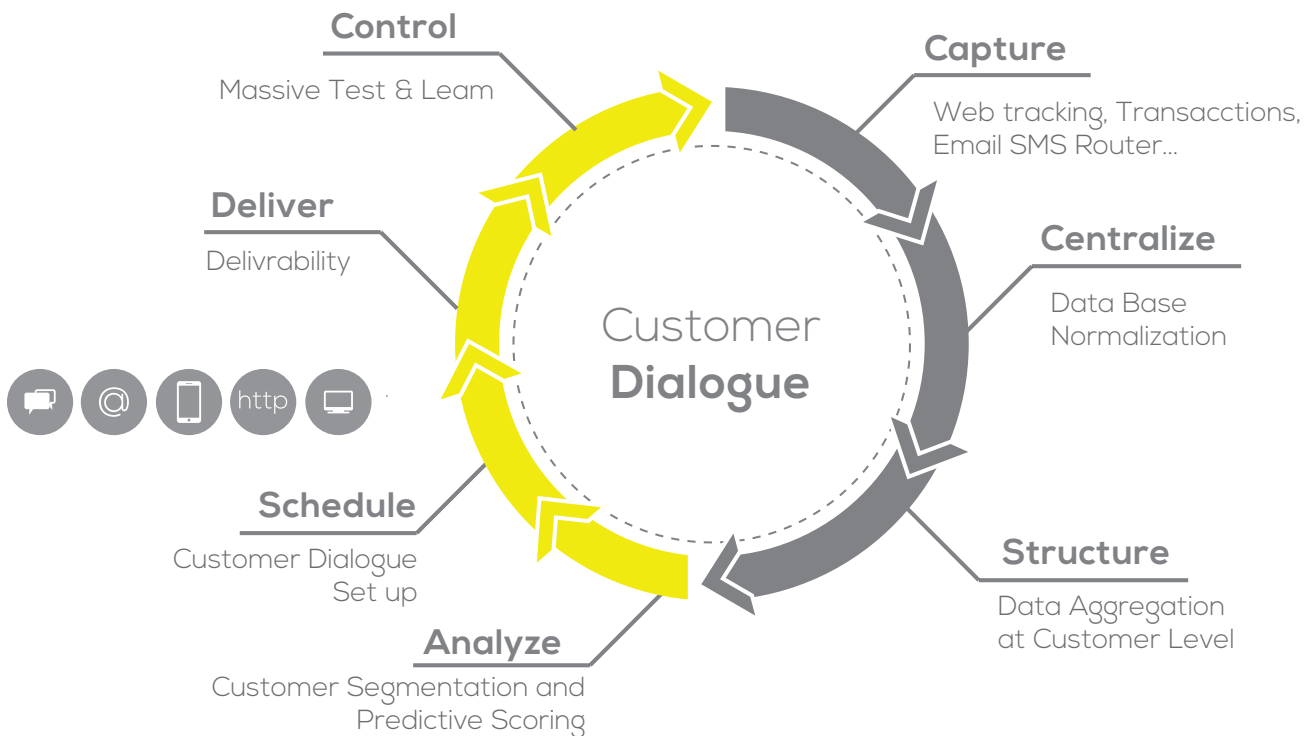 Control
Massive Test & Leam
Capture
Web tracking, Transacctions,
Email SMS Router...
Deliver
Delivrability
Centralize
Data Base
Normalization
Customer
Dialogue
@
http
Schedule
Customer Dialogue
Set up
Structure
Data Aggregation
at Customer Level
Analyze
Customer Segmentation and
Predictive Scoring